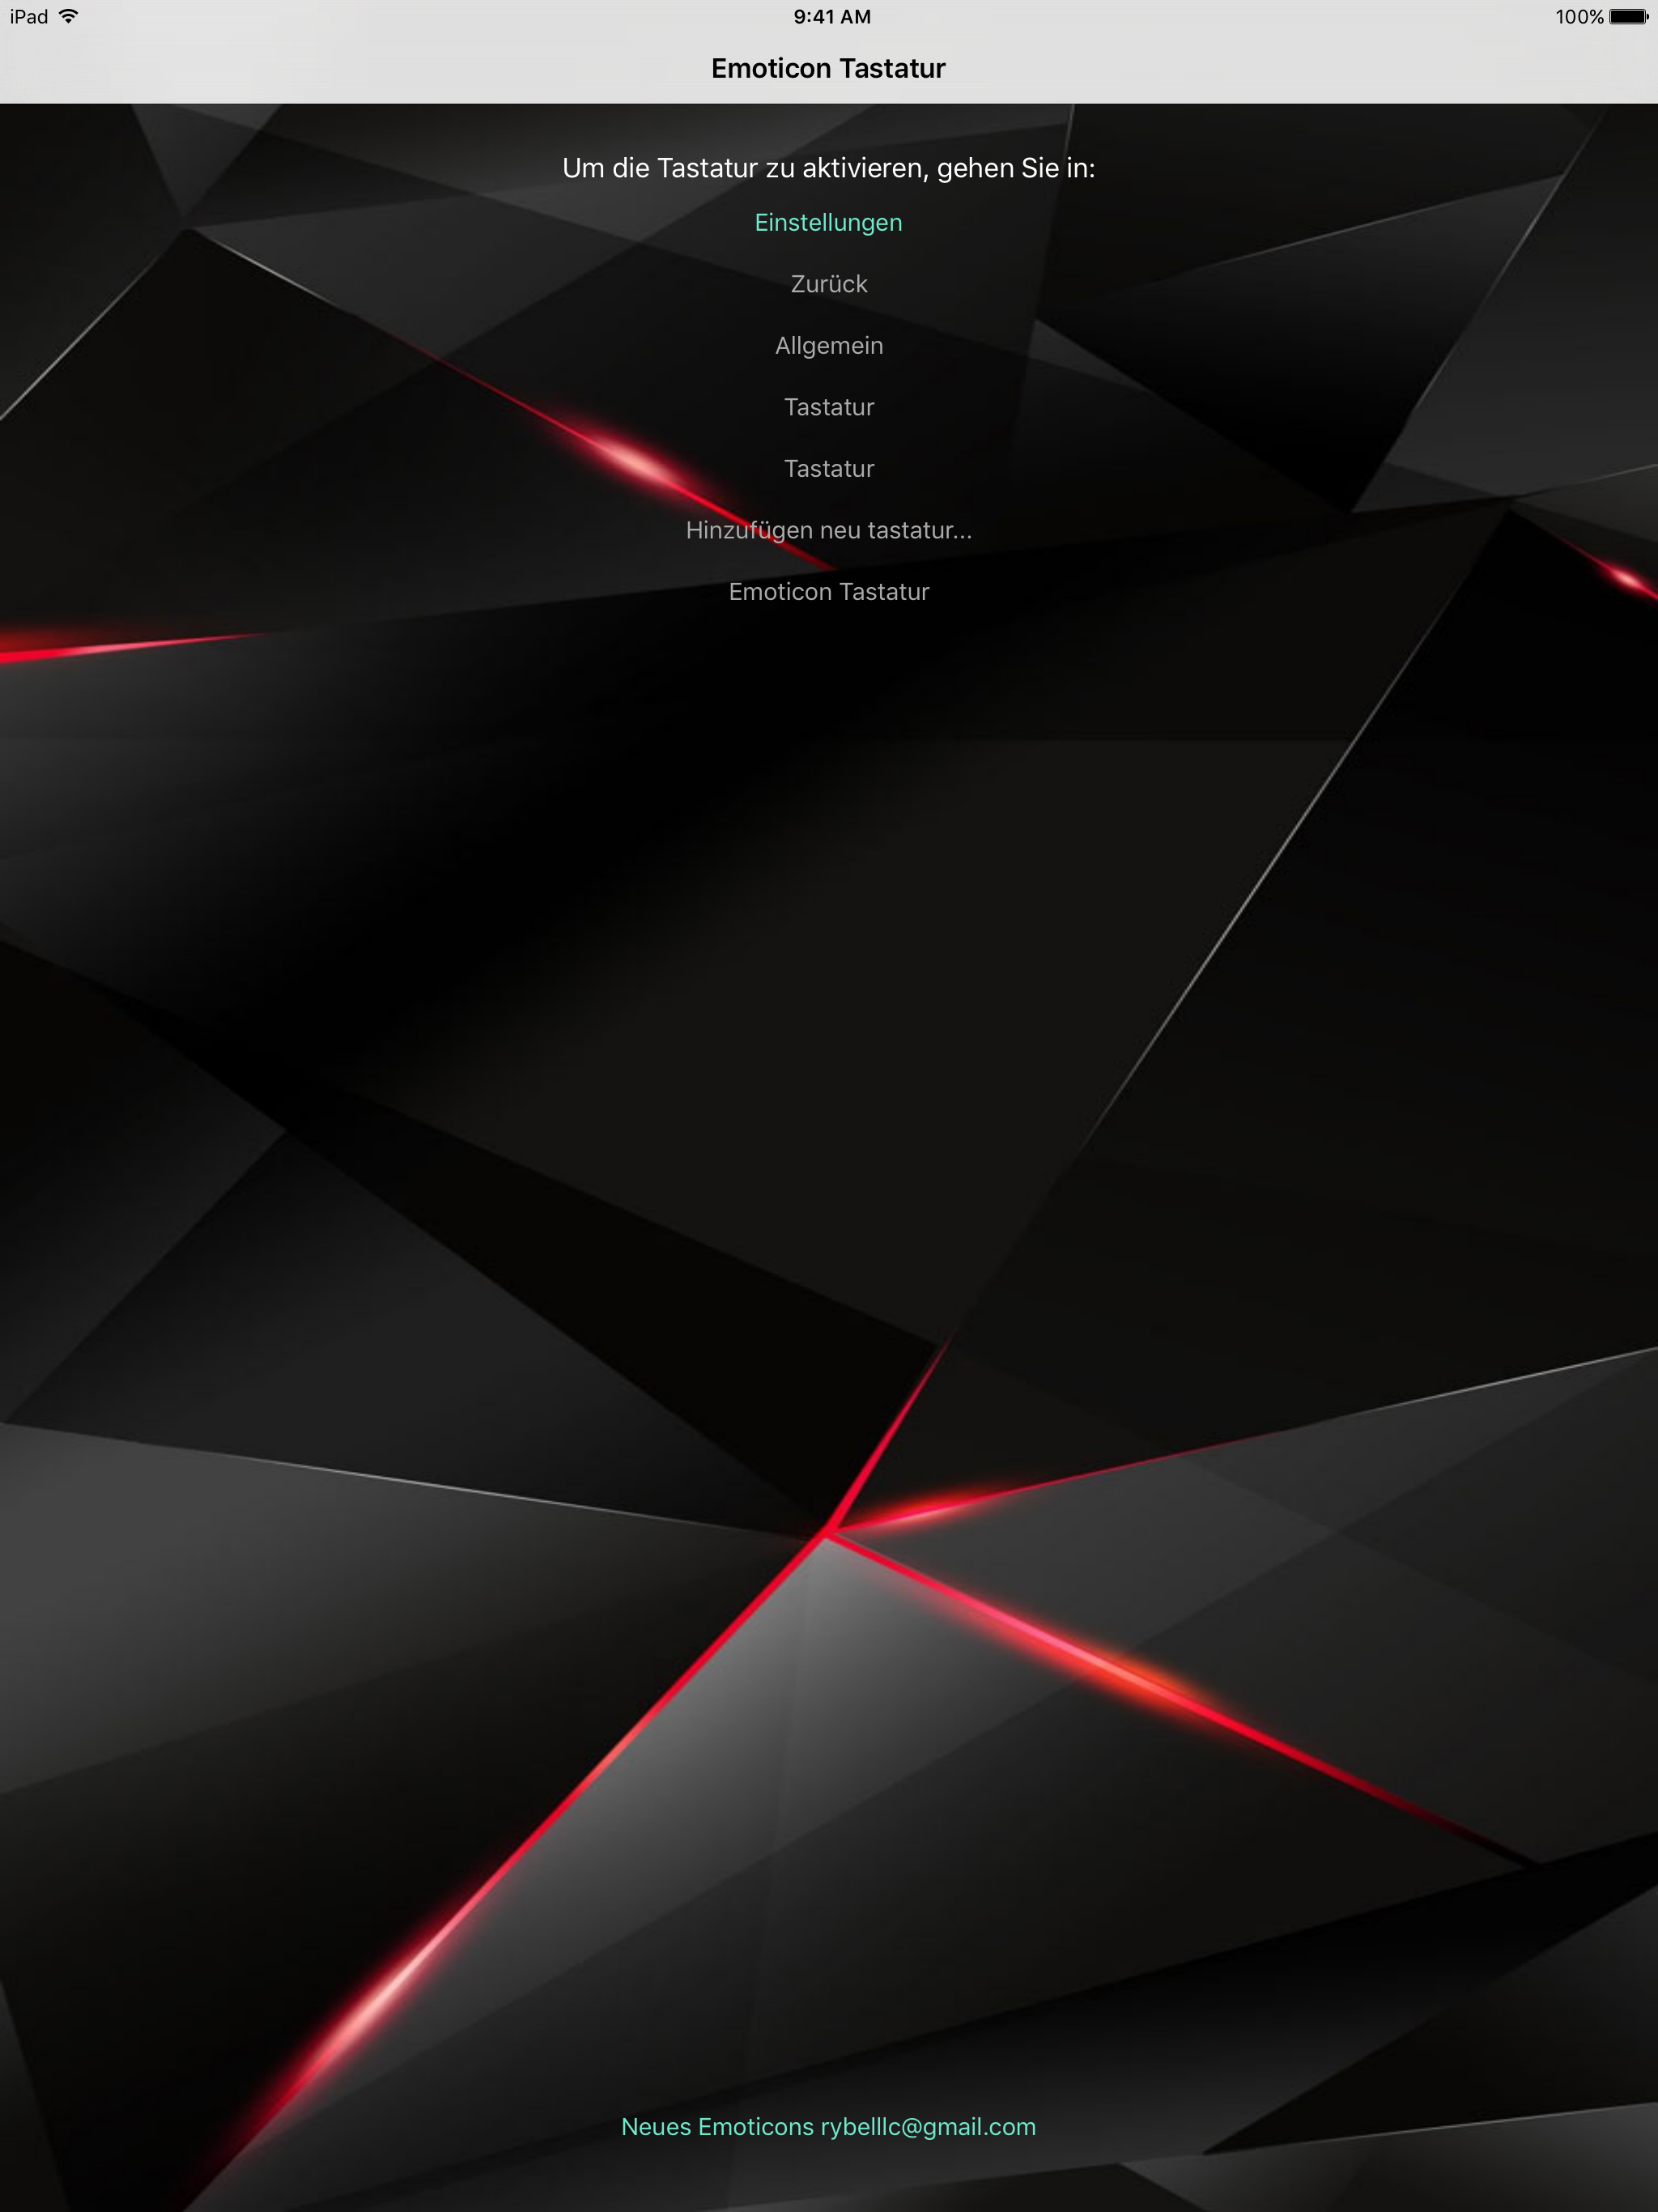 iPad 9:41 AM 100%
Emoticon Tastatur
Um die Tastatur zu aktivieren, gehen Sie in:
Einstellungen
Zurück
Allgemein
Tastatur
Tastatur
Hinzufügen neu tastatur...
Emoticon Tastatur
Neues Emoticons rybelllc@gmail.com